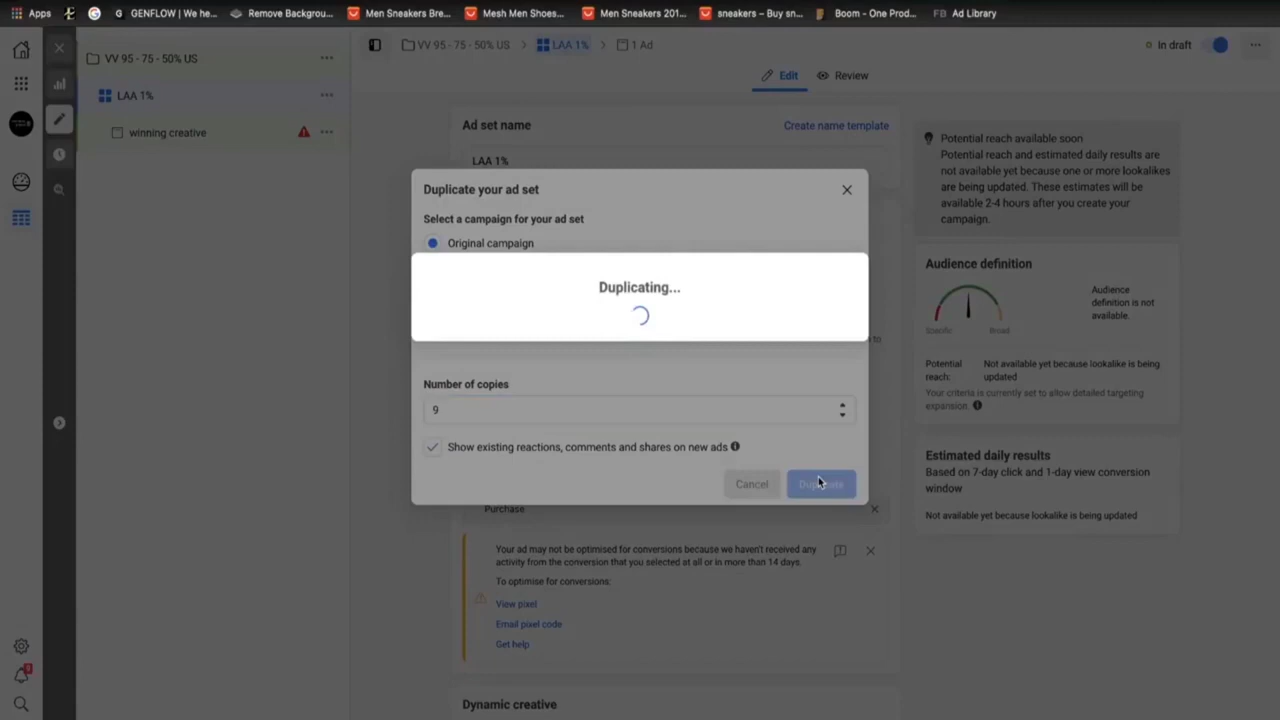 Apps
G
GENFLOW | We he...
Remove Backgrou...
Men Sneakers Bre...
Mesh Men Shoes...
Men Sneakers 201...
sneakers – Buy sn...
Boom - One Prod...
FB
Ad Library
VV 95 - 75 - 50% US
LAA 1%
winning creative
VV 95 - 75 - 50% US > LAA 1% > 1 Ad
In draft
Edit
Review
Ad set name
Create name template
LAA 1%
Duplicate your ad set
Select a campaign for your ad set
Original campaign
Duplicating...
Number of copies
9
Show existing reactions, comments and shares on new ads
Cancel
Duplicate
Purchase
Your ad may not be optimised for conversions because we haven't received any
activity from the conversion that you selected at all or in more than 14 days.
To optimise for conversions:
View pixel
Email pixel code
Get help
Dynamic creative
Potential reach available soon
Potential reach and estimated daily results are
not available yet because one or more lookalikes
are being updated. These estimates will be
available 2-4 hours after you create your
campaign.
Audience definition
Specific
Broad
Audience
definition is not
available.
Potential
reach:
Not available yet because lookalike is being
updated
Your criteria is currently set to allow detailed targeting
expansion.
Estimated daily results
Based on 7-day click and 1-day view conversion
window
Not available yet because lookalike is being updated